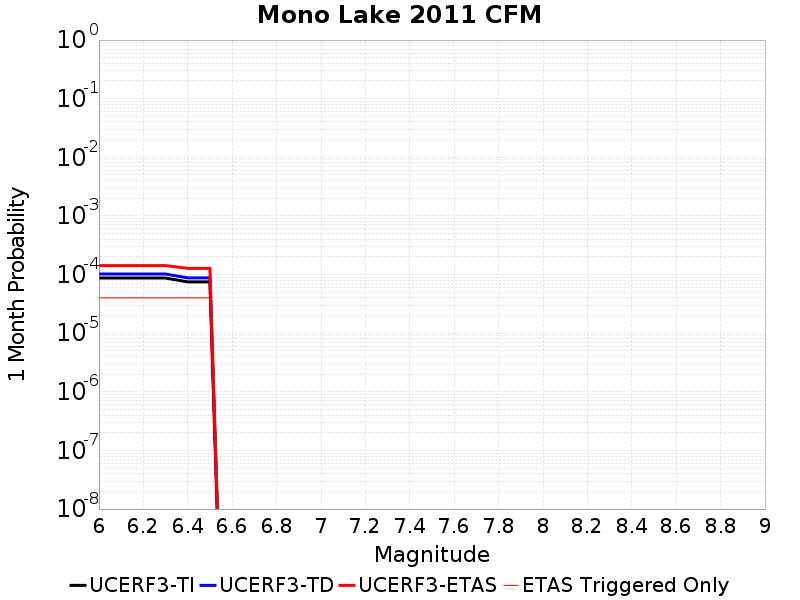 Mono Lake 2011 CFM
10^0
10^-1
10^-2
10^-3
10^-4
10^-5
10^-6
10^-7
10^-8
1 Month Probability
6 6.2 6.4 6.6 6.8 7 7.2 7.4 7.6 7.8 8 8.2 8.4 8.6 8.8 9
Magnitude
UCERF3-TI UCERF3-TD UCERF3-ETAS ETAS Triggered Only